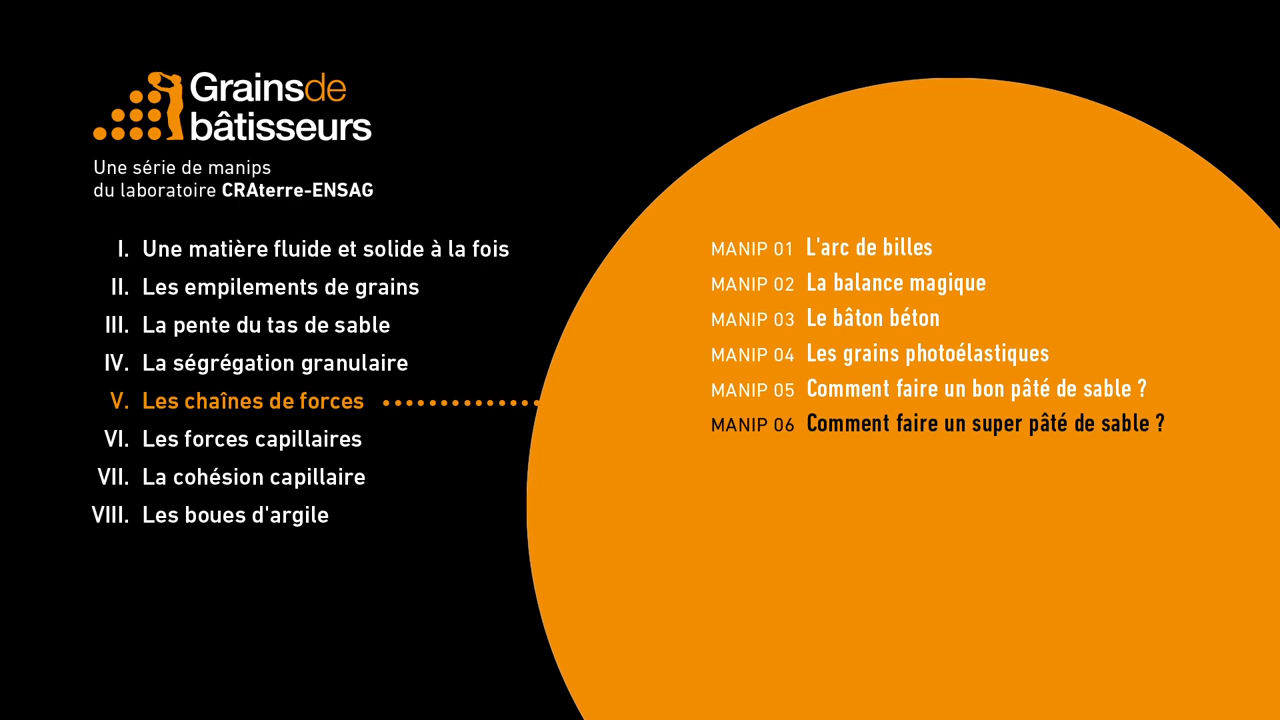 Grainsde
bâtisseurs
Une série de manips
du laboratoire CRAterre-ENSAG
I. Une matière fluide et solide à la fois
II. Les empilements de grains
III. La pente du tas de sable
IV. La ségrégation granulaire
V. Les chaînes de forces
VI. Les forces capillaires
VII. La cohésion capillaire
VIII. Les boues d'argile
MANIP 01 L'arc de billes
MANIP 02 La balance magique
MANIP 03 Le bâton béton
MANIP 04 Les grains photoélastiques
MANIP 05 Comment faire un bon pâté de sable ?
MANIP 06 Comment faire un super pâté de sable ?